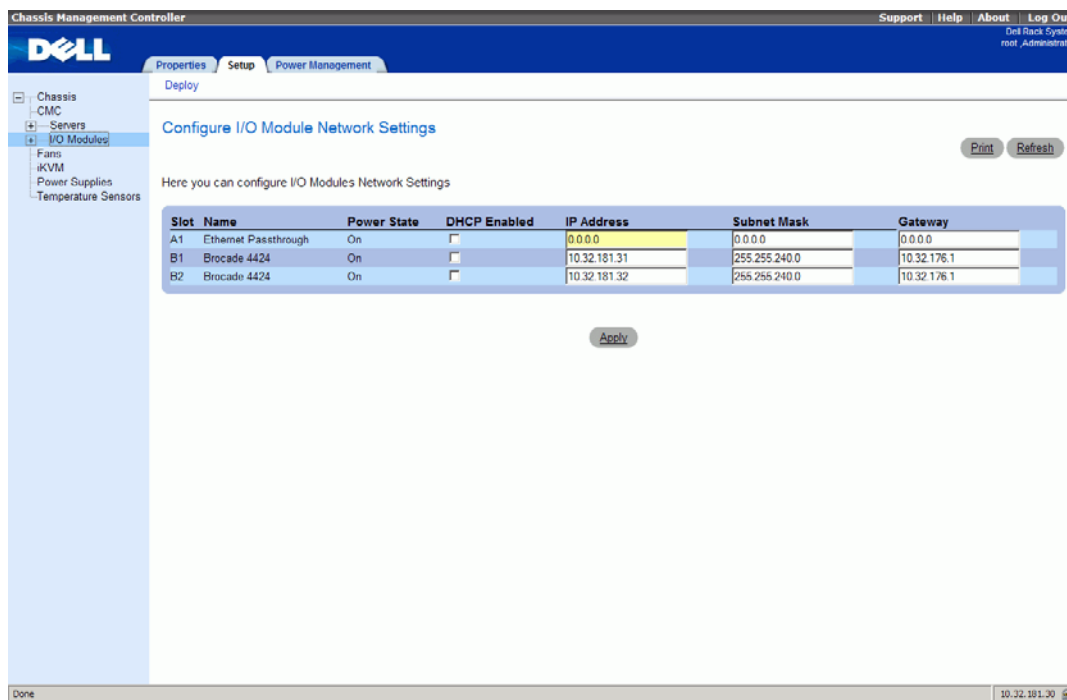 Chassis Management Controller
Support | Help | About | Log Ou
Dell Rack Syste
root ,Administrat
DELL
Properties Setup Power Management
Deploy
Chassis
CMC
Servers
I/O Modules
Fans
iKVM
Power Supplies
Temperature Sensors
Configure I/O Module Network Settings
Print Refresh
Here you can configure I/O Modules Network Settings
Slot Name Power State DHCP Enabled IP Address Subnet Mask Gateway
A1 Ethernet Passthrough On 0.0.0.0 0.0.0.0 0.0.0.0
B1 Brocade 4424 On 10.32.181.31 255.255.240.0 10.32.176.1
B2 Brocade 4424 On 10.32.181.32 255.255.240.0 10.32.176.1
Apply
Done 10.32.181.30